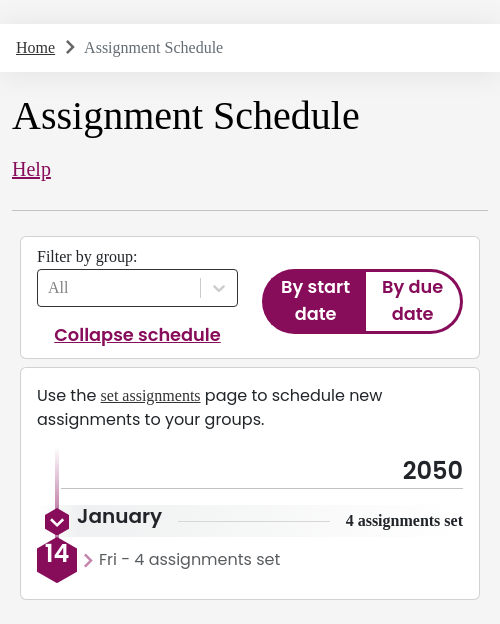 Home Assignment Schedule
Assignment Schedule
Help
Filter by group:
All
By start
date
By due
date
Collapse schedule
Use the set assignments page to schedule new
assignments to your groups.
2050
January 4 assignments set
14 Fri - 4 assignments set